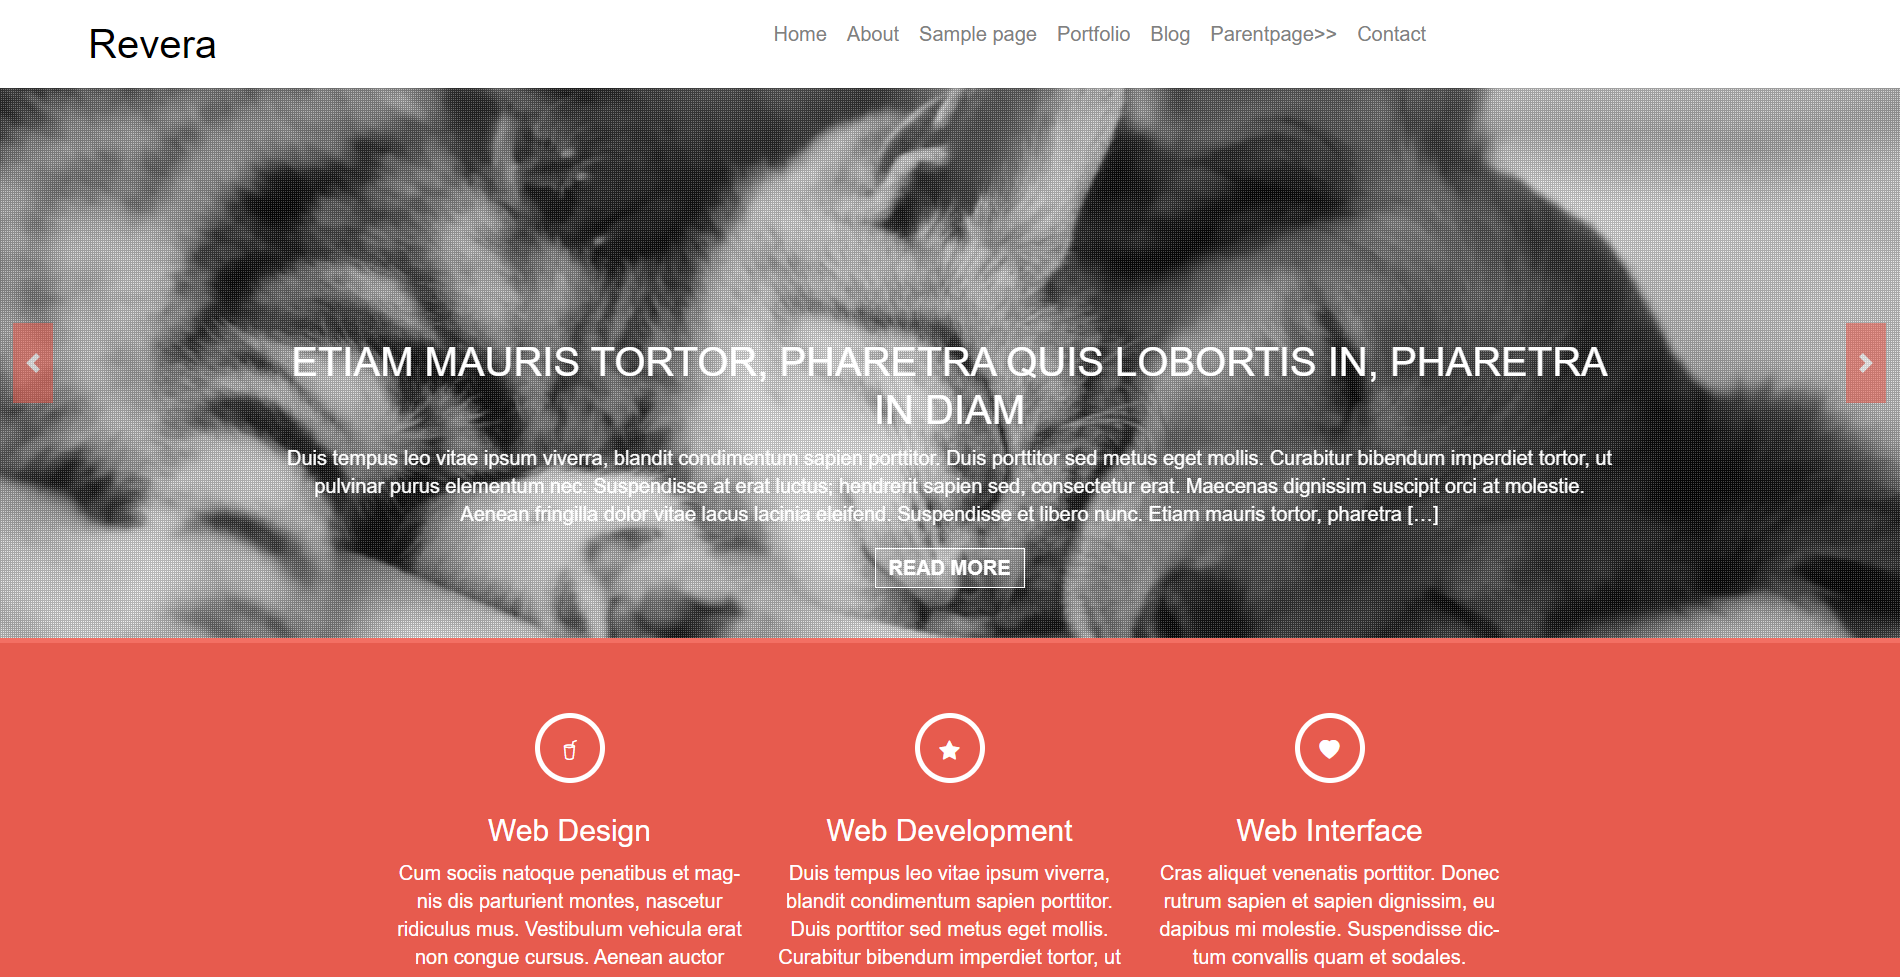 Revera
Home About Sample page Portfolio Blog Parentpage>> Contact
ETIAM MAURIS TORTOR, PHARETRA QUIS LOBORTIS IN, PHARETRA
IN DIAM
Duis tempus leo vitae ipsum viverra, blandit condimentum sapien porttitor. Duis porttitor sed metus eget mollis. Curabitur bibendum imperdiet tortor, ut
pulvinar purus elementum nec. Suspendisse at erat luctus; hendrerit sapien sed, consectetur erat. Maecenas dignissim suscipit orci at molestie.
Aenean fringilla dolor vitae lacus lacinia eleifend. Suspendisse et libero nunc. Etiam mauris tortor, pharetra […]
READ MORE
Web Design
Cum sociis natoque penatibus et mag-
nis dis parturient montes, nascetur
ridiculus mus. Vestibulum vehicula erat
non congue cursus. Aenean auctor
Web Development
Duis tempus leo vitae ipsum viverra,
blandit condimentum sapien porttitor.
Duis porttitor sed metus eget mollis.
Curabitur bibendum imperdiet tortor, ut
Web Interface
Cras aliquet venenatis porttitor. Donec
rutrum sapien et sapien dignissim, eu
dapibus mi molestie. Suspendisse dic-
tum convallis quam et sodales.